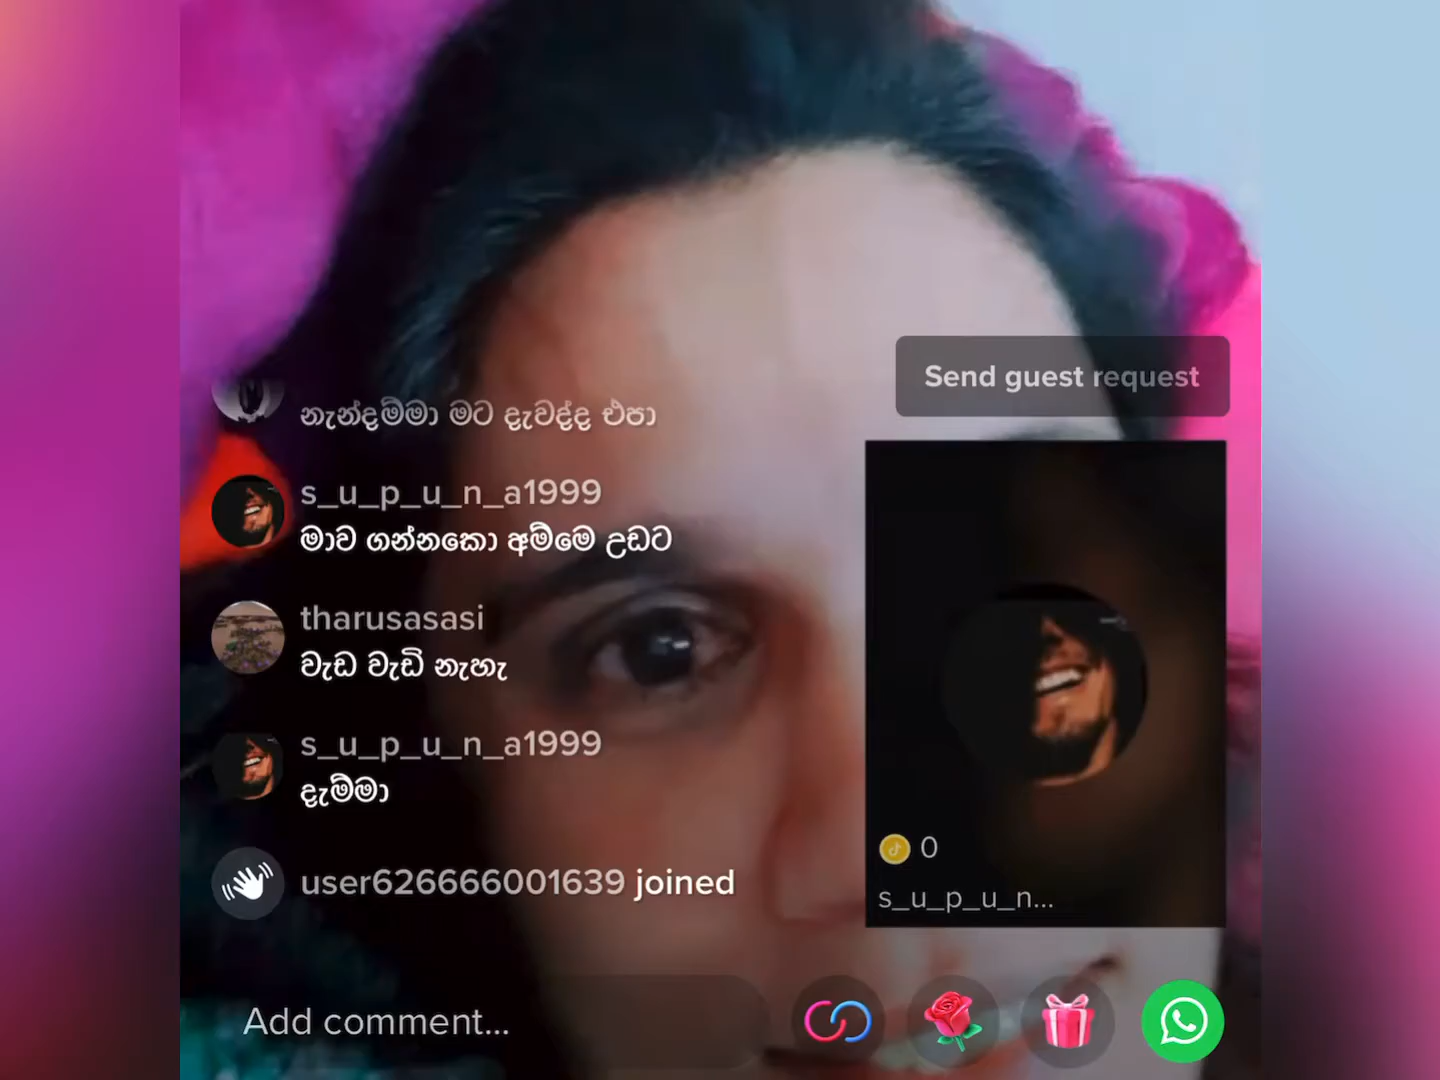 Send guest request
නැන්දම්මා මට දැවද්ද එපා
s_u_p_u_n_a1999
මාව ගන්නකො අම්මෙ උඩට
tharusasasi
වැඩ වැඩි නැහැ
s_u_p_u_n_a1999
දැම්මා
user626666001639 joined
0
s_u_p_u_n...
Add comment...